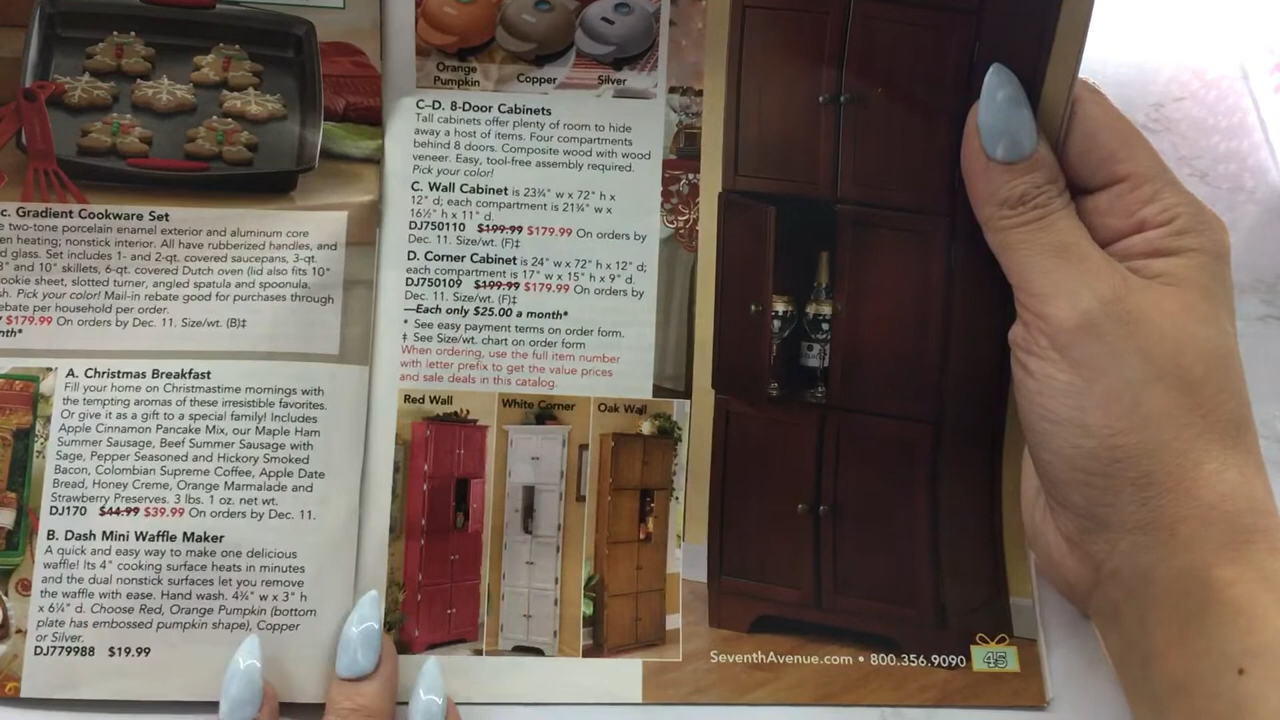 c. Gradient Cookware Set
two-tone porcelain enamel exterior and aluminum core
en heating; nonstick interior. All have rubberized handles, and
d glass. Set includes 1- and 2-qt. covered saucepans, 3-qt.
8" and 10" skillets, 6-qt. covered Dutch oven (lid also fits 10"
ookie sheet, slotted turner, angled spatula and spoonula.
sh. Pick your color! Mail-in rebate good for purchases through
ebate per household per order.
$179.99 On orders by Dec. 11. Size/wt. (B)‡
nth*
A. Christmas Breakfast
Fill your home on Christmastime mornings with
the tempting aromas of these irresistible favorites.
Or give it as a gift to a special family! Includes
Apple Cinnamon Pancake Mix, our Maple Ham
Summer Sausage, Beef Summer Sausage with
Sage, Pepper Seasoned and Hickory Smoked
Bacon, Colombian Supreme Coffee, Apple Date
Bread, Honey Creme, Orange Marmalade and
Strawberry Preserves. 3 lbs. 1 oz. net wt.
DJ170 $44.99 $39.99 On orders by Dec. 11.
B. Dash Mini Waffle Maker
A quick and easy way to make one delicious
waffle! Its 4" cooking surface heats in minutes
and the dual nonstick surfaces let you remove
the waffle with ease. Hand wash. 4¾" w x 3" h
x 6¼" d. Choose Red, Orange Pumpkin (bottom
plate has embossed pumpkin shape), Copper
or Silver.
DJ779988 $19.99
Orange
Pumpkin
Copper
Silver
C–D. 8-Door Cabinets
Tall cabinets offer plenty of room to hide
away a host of items. Four compartments
behind 8 doors. Composite wood with wood
veneer. Easy, tool-free assembly required.
Pick your color!
C. Wall Cabinet is 23¾" w x 72" h x
12" d; each compartment is 21¾" w x
16½" h x 11" d.
DJ750110 $199.99 $179.99 On orders by
Dec. 11. Size/wt. (F)‡
D. Corner Cabinet is 24" w x 72" h x 12" d;
each compartment is 17" w x 15" h x 9" d.
DJ750109 $199.99 $179.99 On orders by
Dec. 11. Size/wt. (F)‡
—Each only $25.00 a month*
* See easy payment terms on order form.
‡ See Size/wt. chart on order form
When ordering, use the full item number
with letter prefix to get the value prices
and sale deals in this catalog.
Red Wall
White Corner
Oak Wall
SeventhAvenue.com • 800.356.9090
45